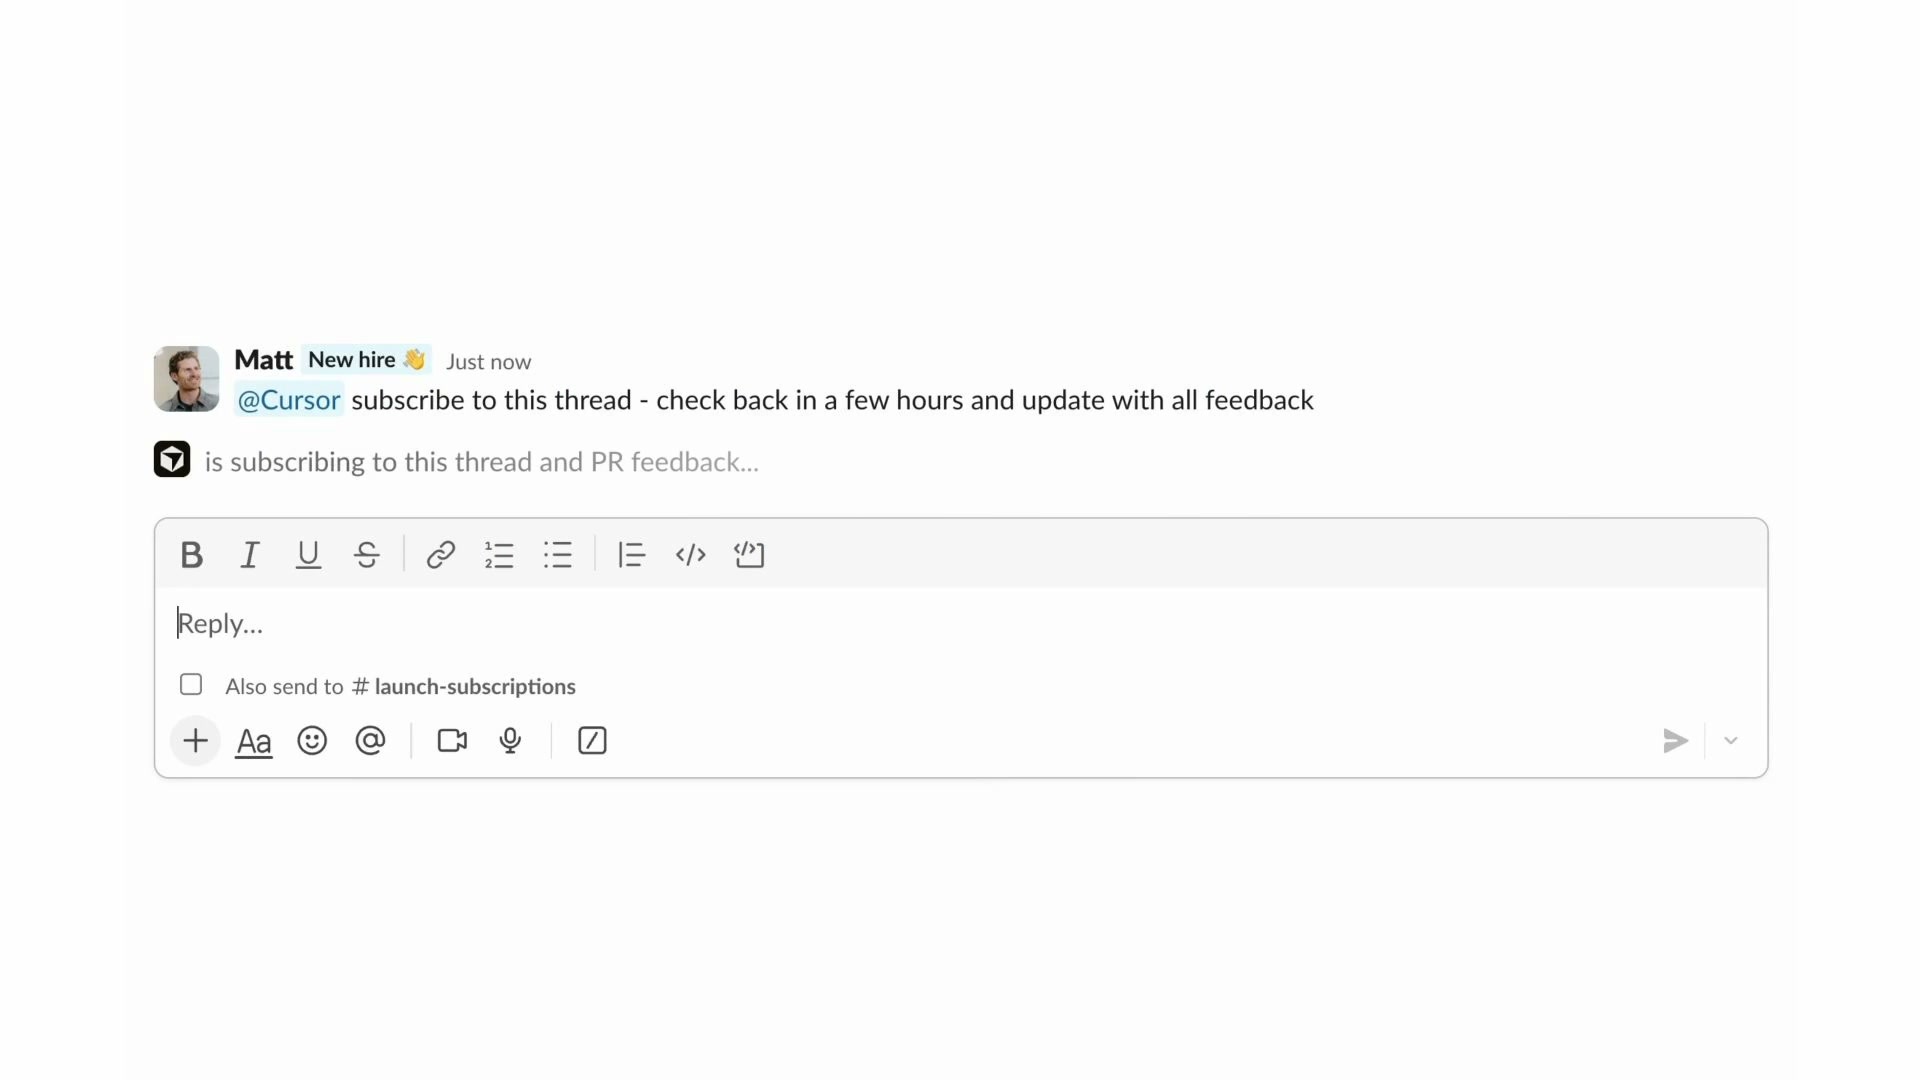 Matt New hire 👋 Just now
@Cursor subscribe to this thread - check back in a few hours and update with all feedback
is subscribing to this thread and PR feedback...
Reply...
Also send to # launch-subscriptions
Aa